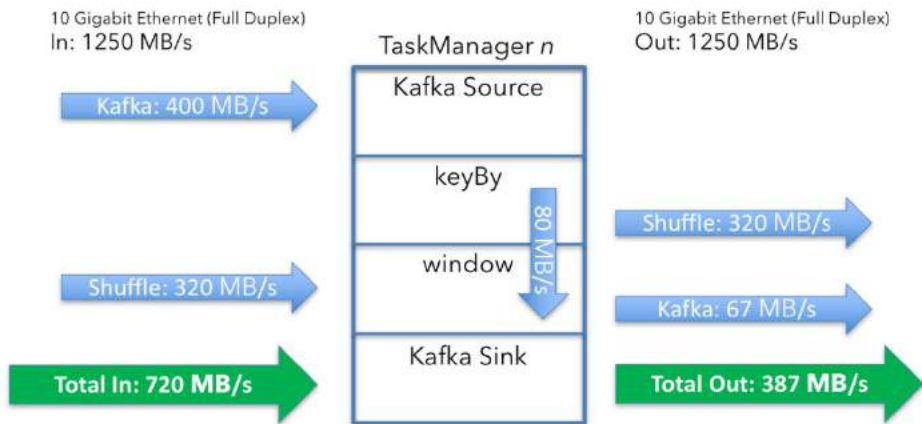 10 Gigabit Ethernet (Full Duplex)
In: 1250 MB/s
10 Gigabit Ethernet (Full Duplex)
Out: 1250 MB/s
TaskManager n
Kafka Source
Kafka: 400 MB/s
keyBy
80 MB/s
Shuffle: 320 MB/s
window
Shuffle: 320 MB/s
Kafka: 67 MB/s
Kafka Sink
Total In: 720 MB/s
Total Out: 387 MB/s